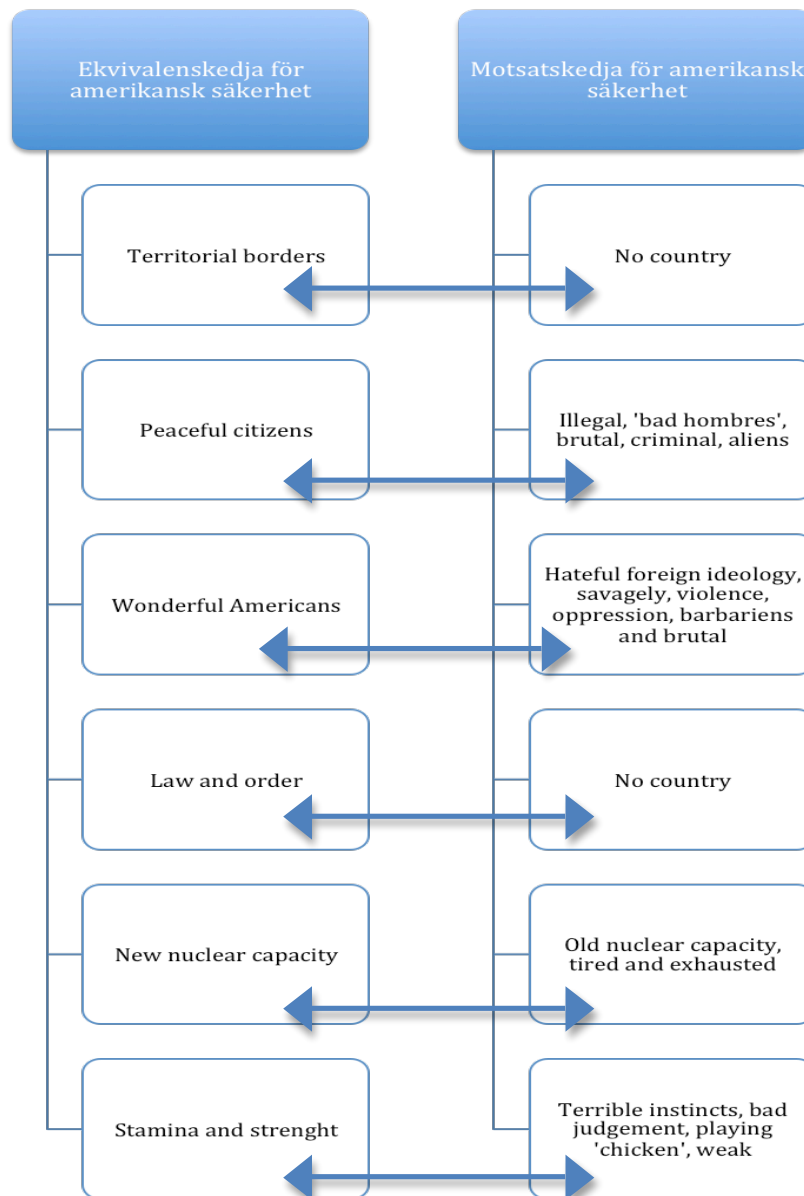 Ekvivalenskedja för
amerikansk säkerhet
Motsatskedja för amerikansk
säkerhet
Territorial borders
No country
Peaceful citizens
Illegal, 'bad hombres',
brutal, criminal, aliens
Wonderful Americans
Hateful foreign ideology,
savagely, violence,
oppression, barbariens
and brutal
Law and order
No country
New nuclear capacity
Old nuclear capacity,
tired and exhausted
Stamina and strenght
Terrible instincts, bad
judgement, playing
'chicken', weak